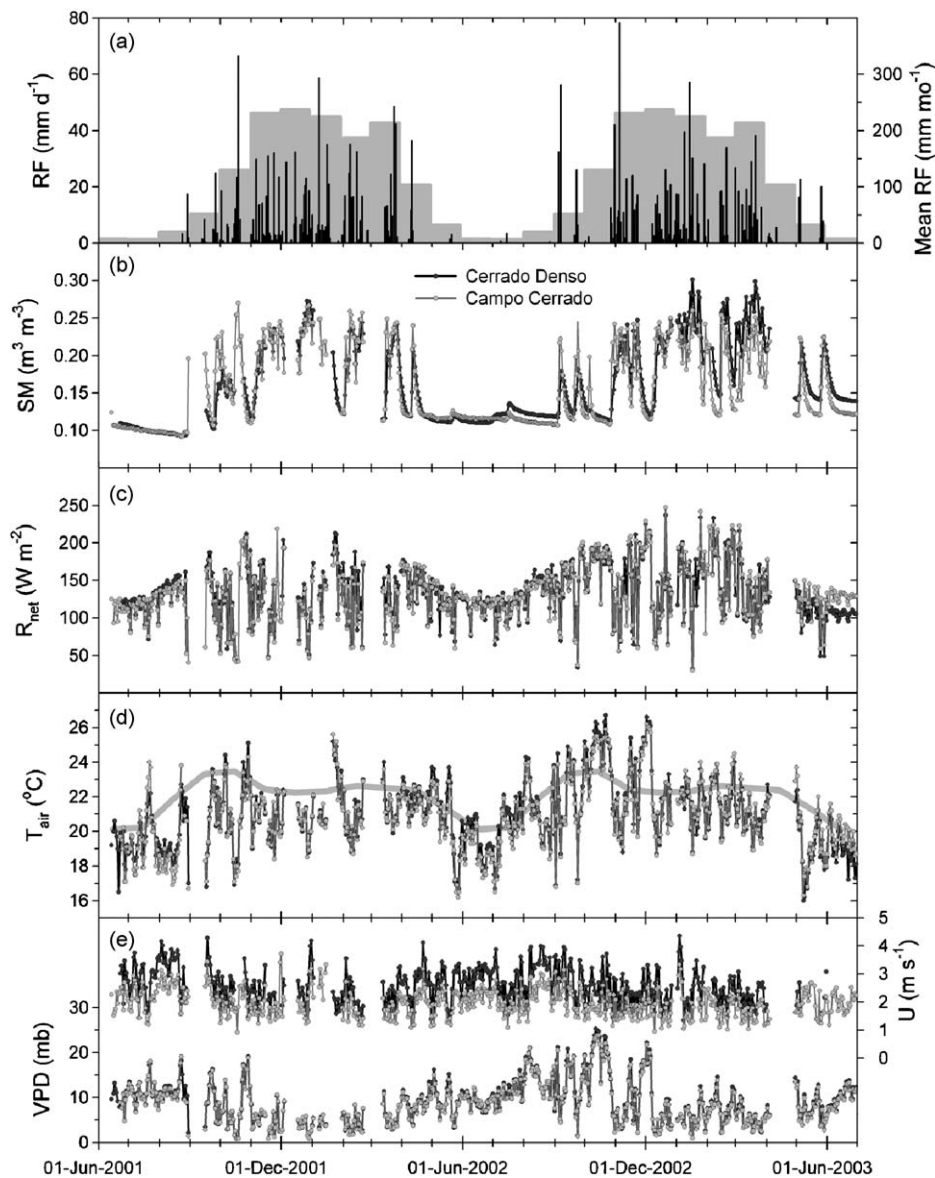 (a)
80
60
40
20
0
RF (mm d-1)
300
200
100
0
Mean RF (mm mo-1)
(b)
Cerrado Denso
Campo Cerrado
0.30
0.25
0.20
0.15
0.10
SM (m3 m-3)
(c)
250
200
150
100
50
Rnet (W m-2)
(d)
26
24
22
20
18
16
Tair (oC)
(e)
5
4
3
2
1
0
U (m s-1)
30
20
10
0
VPD (mb)
01-Jun-2001 01-Dec-2001 01-Jun-2002 01-Dec-2002 01-Jun-2003